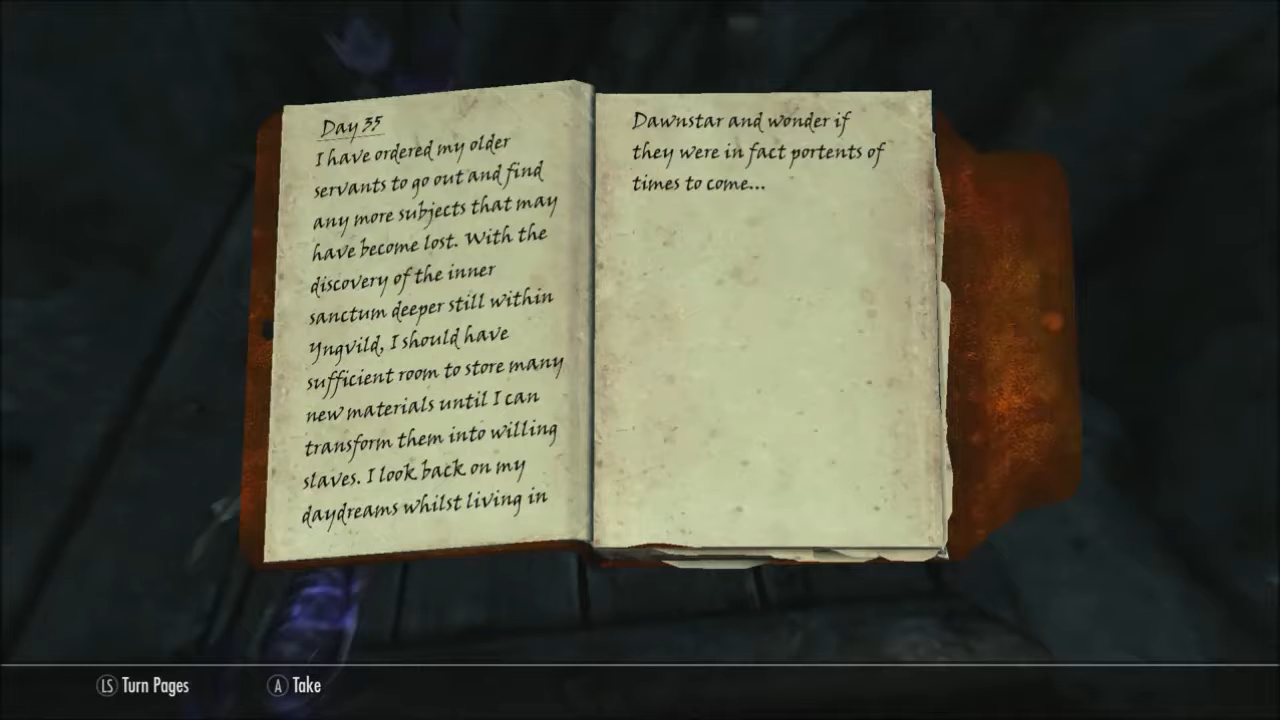 Day 35
I have ordered my older
servants to go out and find
any more subjects that may
have become lost. With the
discovery of the inner
sanctum deeper still within
Yngvild, I should have
sufficient room to store many
new materials until I can
transform them into willing
slaves. I look back on my
daydreams whilst living in
Dawnstar and wonder if
they were in fact portents of
times to come...
LS Turn Pages
A Take